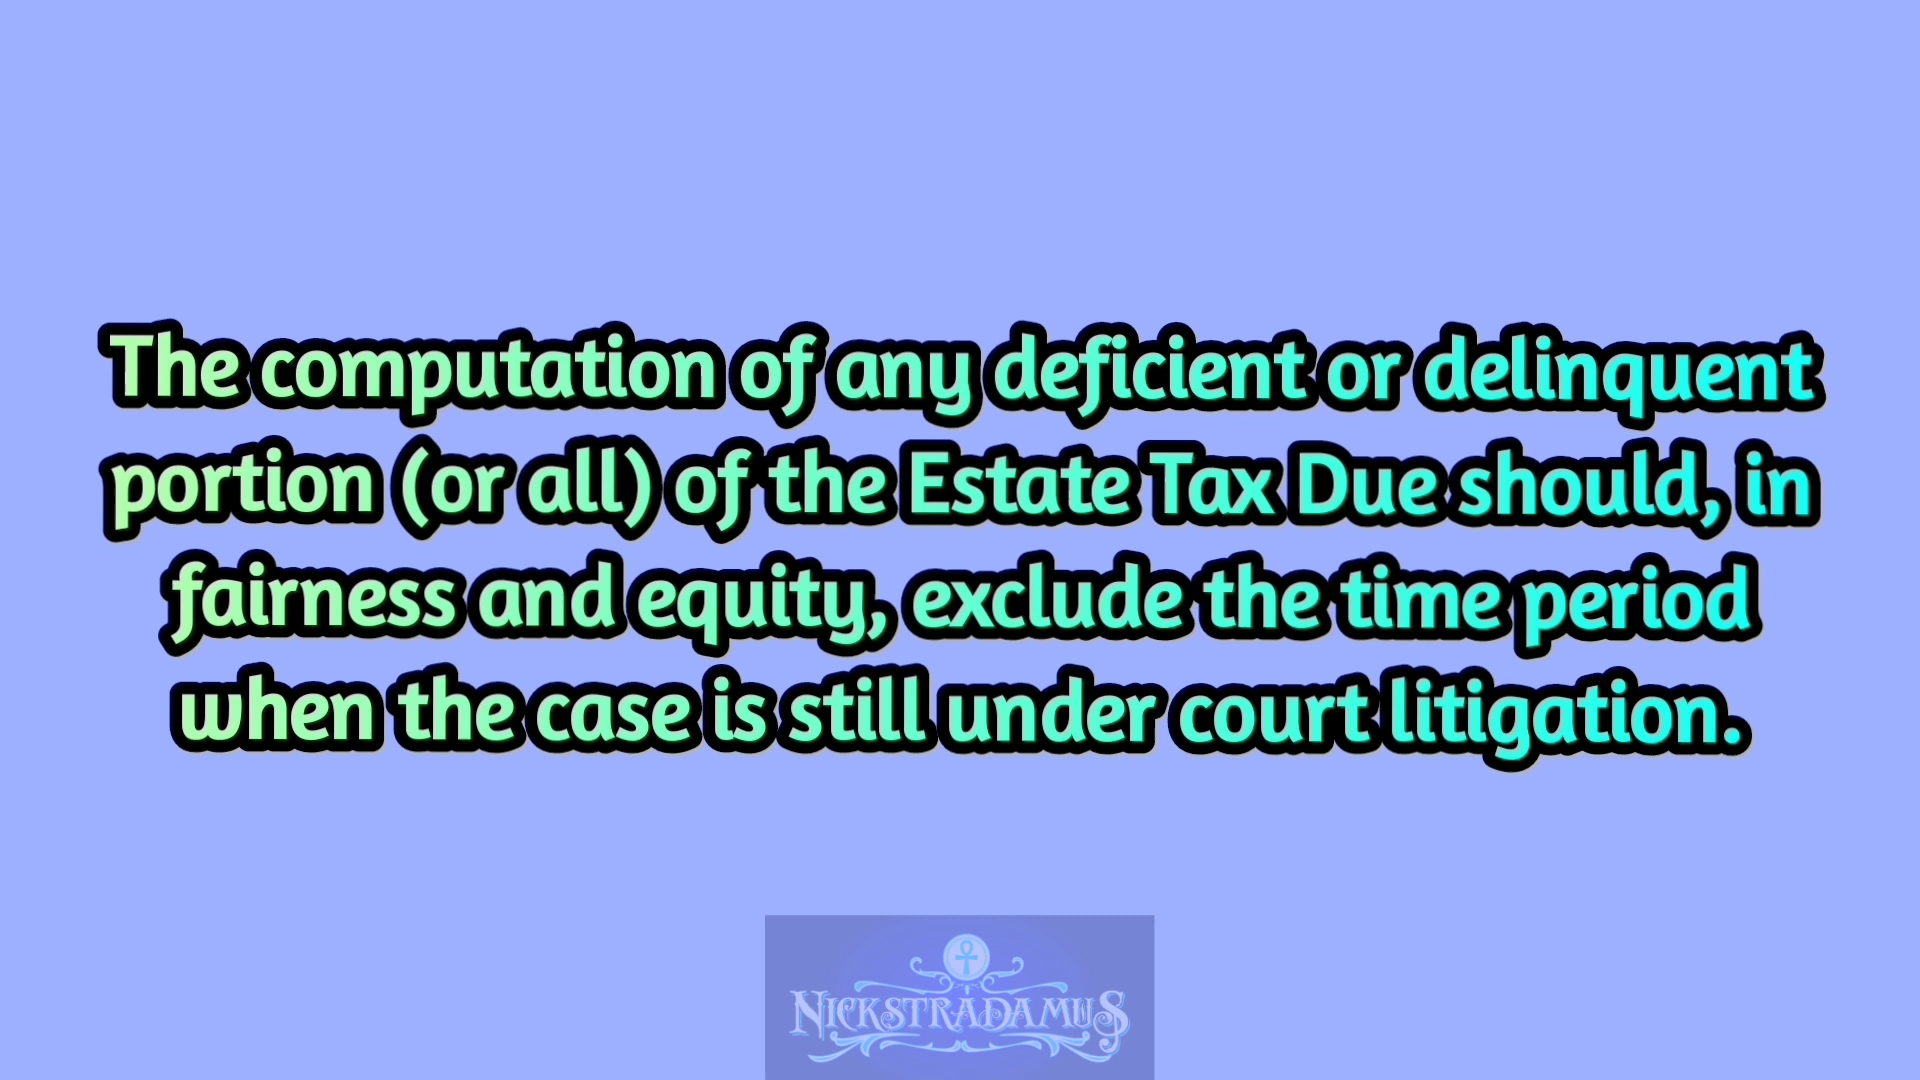 The computation of any deficient or delinquent
portion (or all) of the Estate Tax Due should, in
fairness and equity, exclude the time period
when the case is still under court litigation.
NICKSTRADAMUS